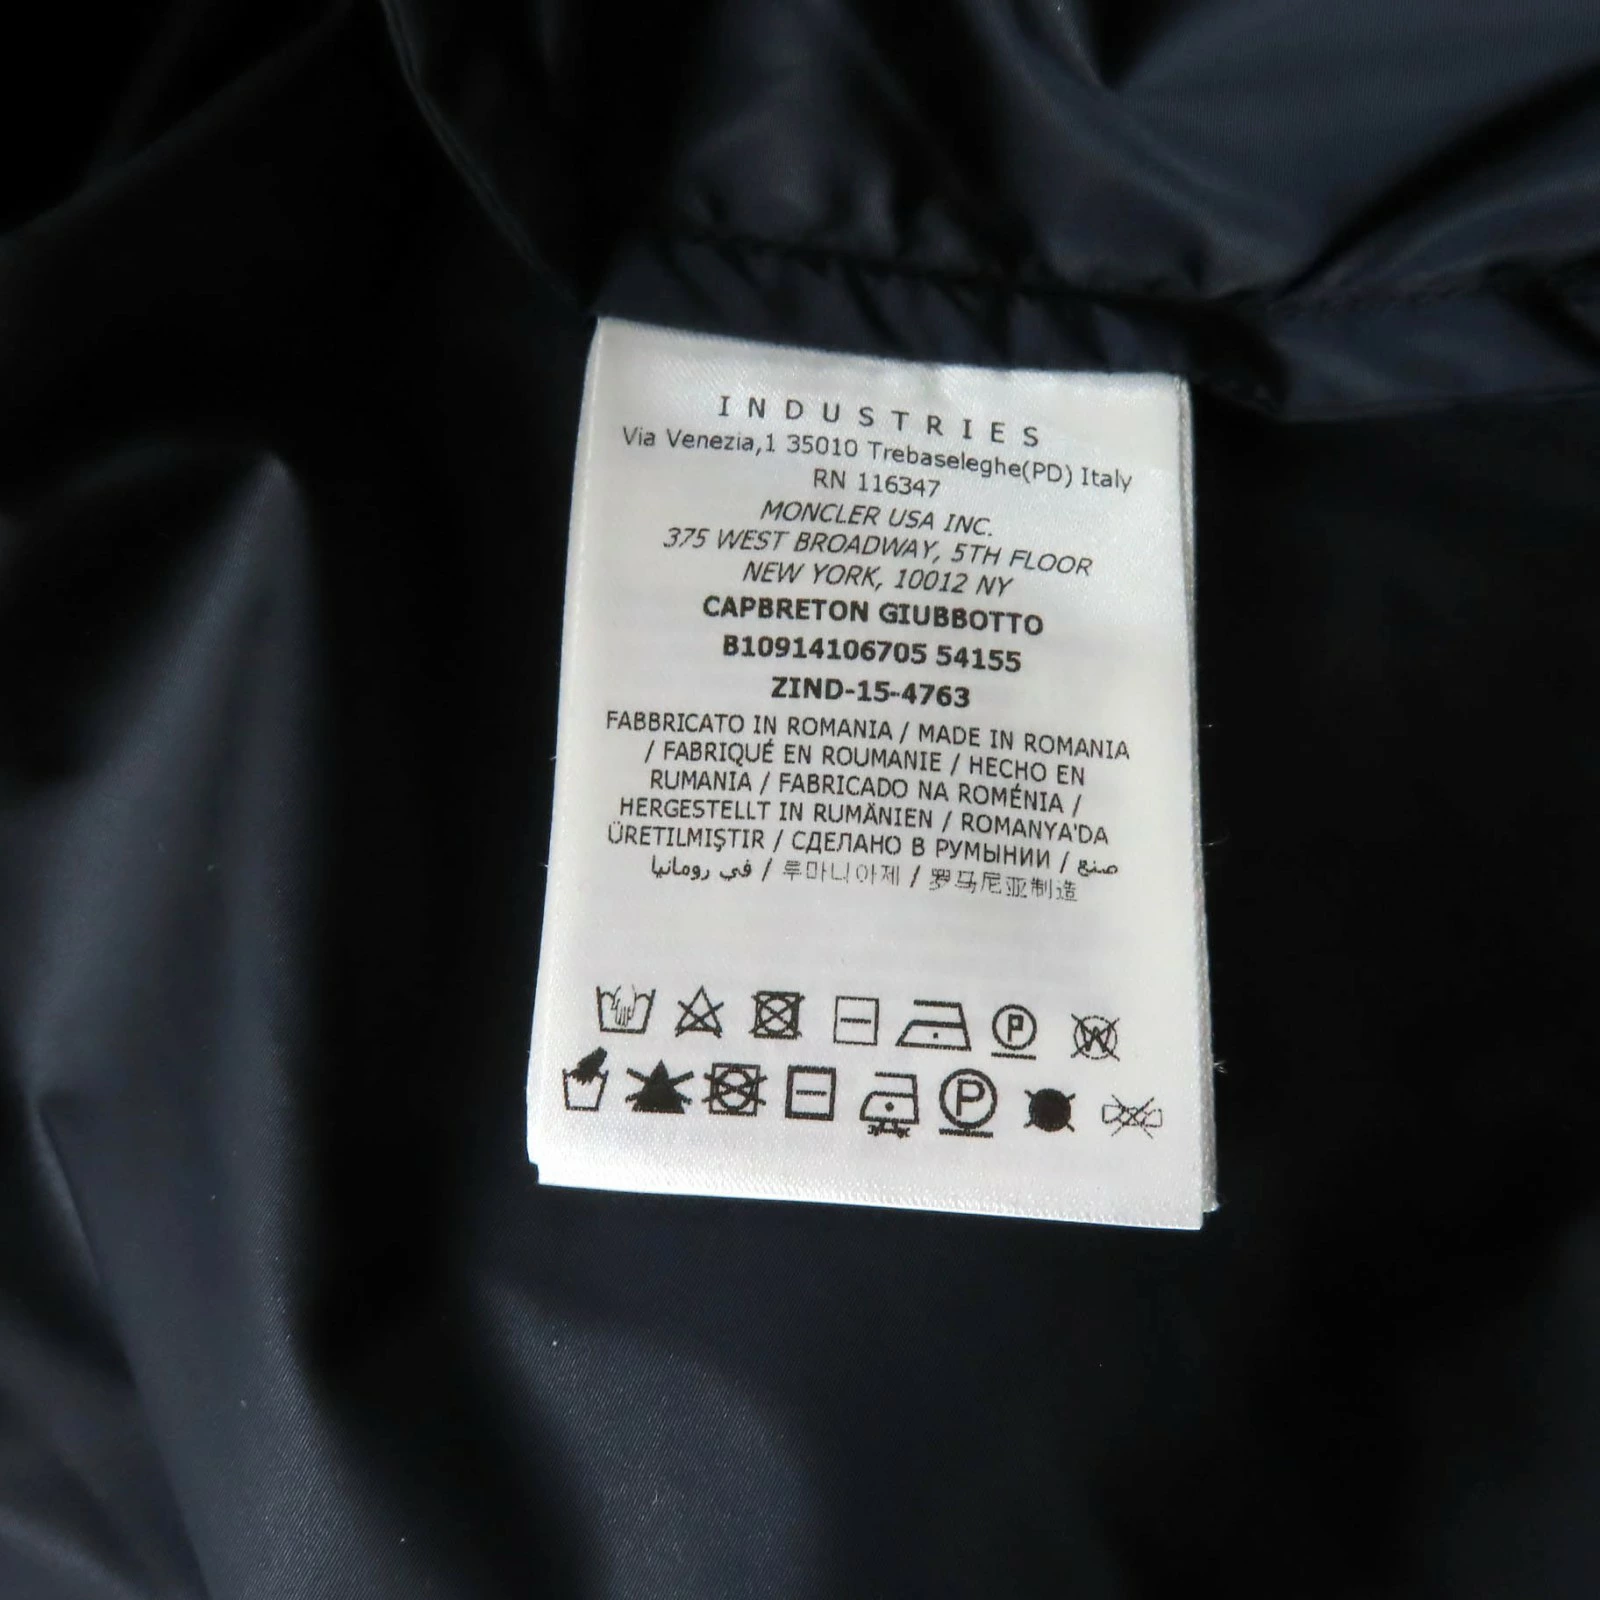 INDUSTRIES
Via Venezia,1 35010 Trebaseleghe(PD) Italy
RN 116347
MONCLER USA INC.
375 WEST BROADWAY, 5TH FLOOR
NEW YORK, 10012 NY
CAPBRETON GIUBBOTTO
B10914106705 54155
ZIND-15-4763
FABBRICATO IN ROMANIA / MADE IN ROMANIA
/ FABRIQUÉ EN ROUMANIE / HECHO EN
RUMANIA / FABRICADO NA ROMÉNIA /
HERGESTELLT IN RUMÄNIEN / ROMANYA'DA
ÜRETILMIŞTIR / СДЕЛАНО В РУМЫНИИ / صنع
في رومانيا / 루마니아제 / 罗马尼亚制造
P W
P